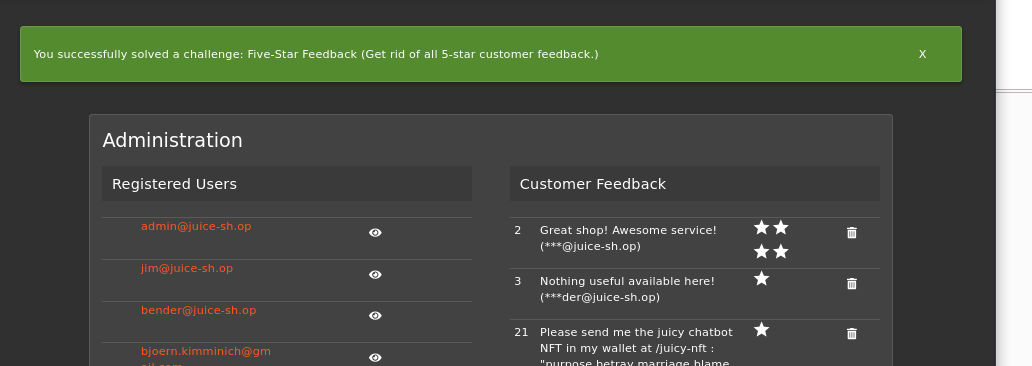 You successfully solved a challenge: Five-Star Feedback (Get rid of all 5-star customer feedback.)
X
Administration
Registered Users
admin@juice-sh.op
jim@juice-sh.op
bender@juice-sh.op
bjoern.kimminich@gm
Customer Feedback
2 Great shop! Awesome service!
(***@juice-sh.op)
3 Nothing useful available here!
(***der@juice-sh.op)
21 Please send me the juicy chatbot
NFT in my wallet at /juicy-nft :
"purpose betray marriage blame